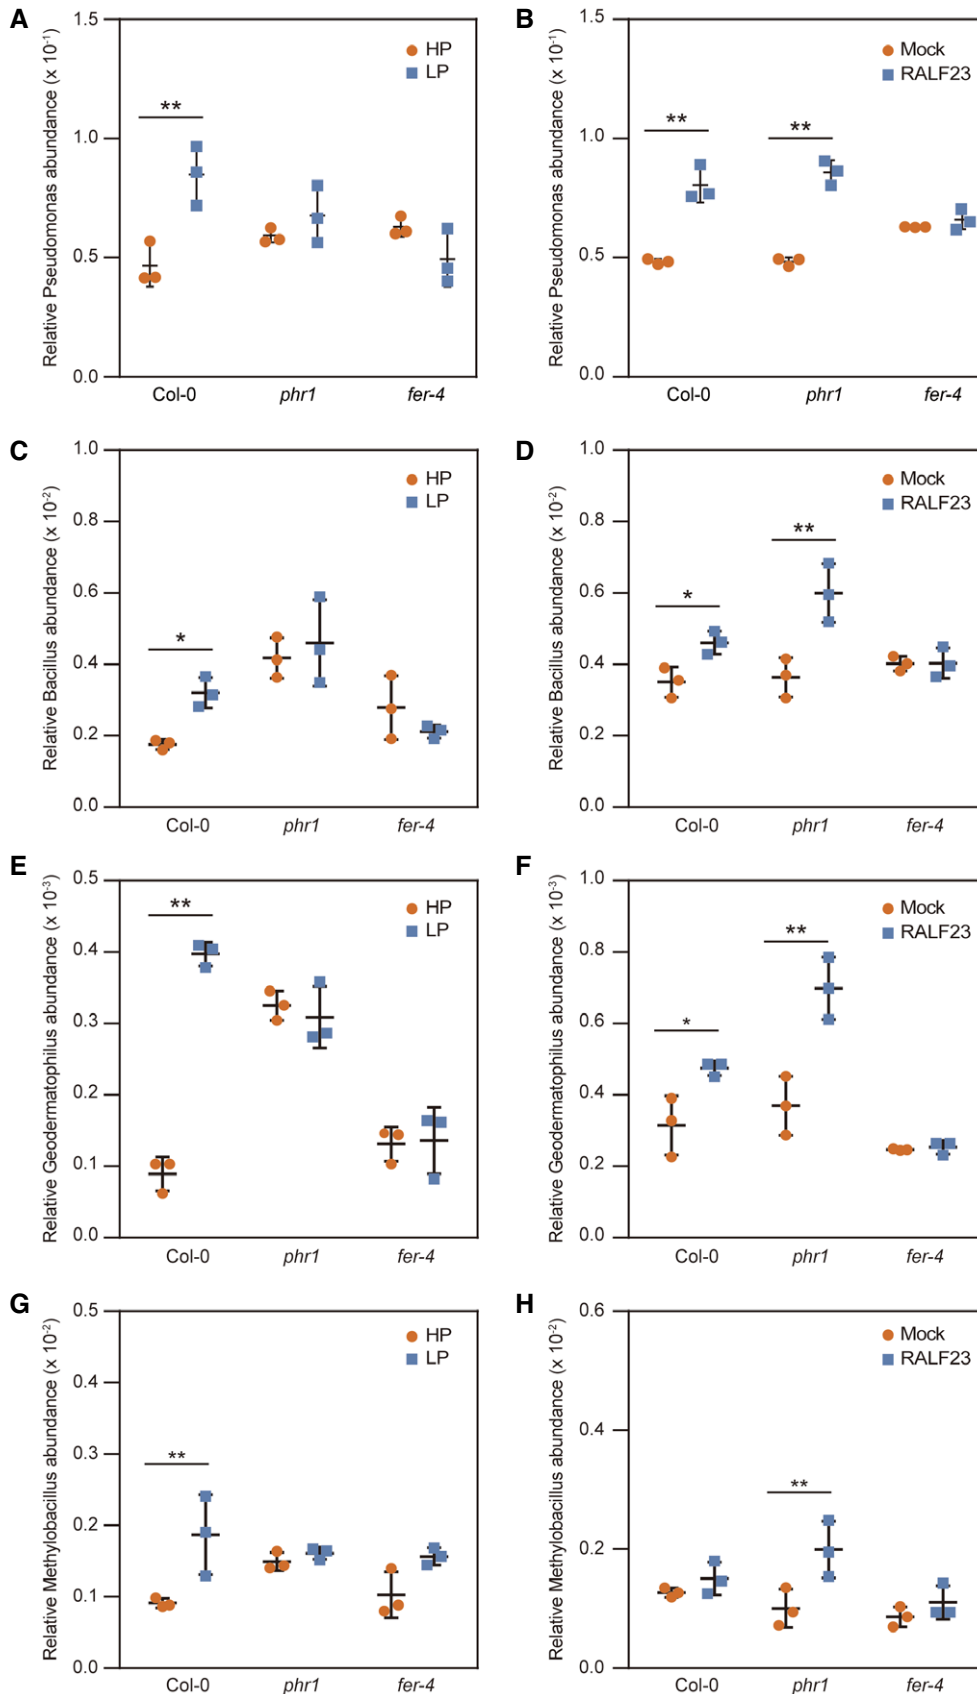 A
Relative Pseudomonas abundance (x 10⁻¹)
1.5
1.0
0.5
0.0
HP
LP
**
Col-0
phr1
fer-4
B
Relative Pseudomonas abundance (x 10⁻¹)
1.5
1.0
0.5
0.0
Mock
RALF23
**
**
Col-0
phr1
fer-4
C
Relative Bacillus abundance (x 10⁻²)
1.0
0.8
0.6
0.4
0.2
0.0
HP
LP
*
Col-0
phr1
fer-4
D
Relative Bacillus abundance (x 10⁻²)
1.0
0.8
0.6
0.4
0.2
0.0
Mock
RALF23
*
**
Col-0
phr1
fer-4
E
Relative Geodermatophilus abundance (x 10⁻³)
0.5
0.4
0.3
0.2
0.1
0.0
HP
LP
**
Col-0
phr1
fer-4
F
Relative Geodermatophilus abundance (x 10⁻³)
1.0
0.8
0.6
0.4
0.2
0.0
Mock
RALF23
*
**
Col-0
phr1
fer-4
G
Relative Methylobacillus abundance (x 10⁻²)
0.5
0.4
0.3
0.2
0.1
0.0
HP
LP
**
Col-0
phr1
fer-4
H
Relative Methylobacillus abundance (x 10⁻²)
0.6
0.4
0.2
0.0
Mock
RALF23
**
Col-0
phr1
fer-4